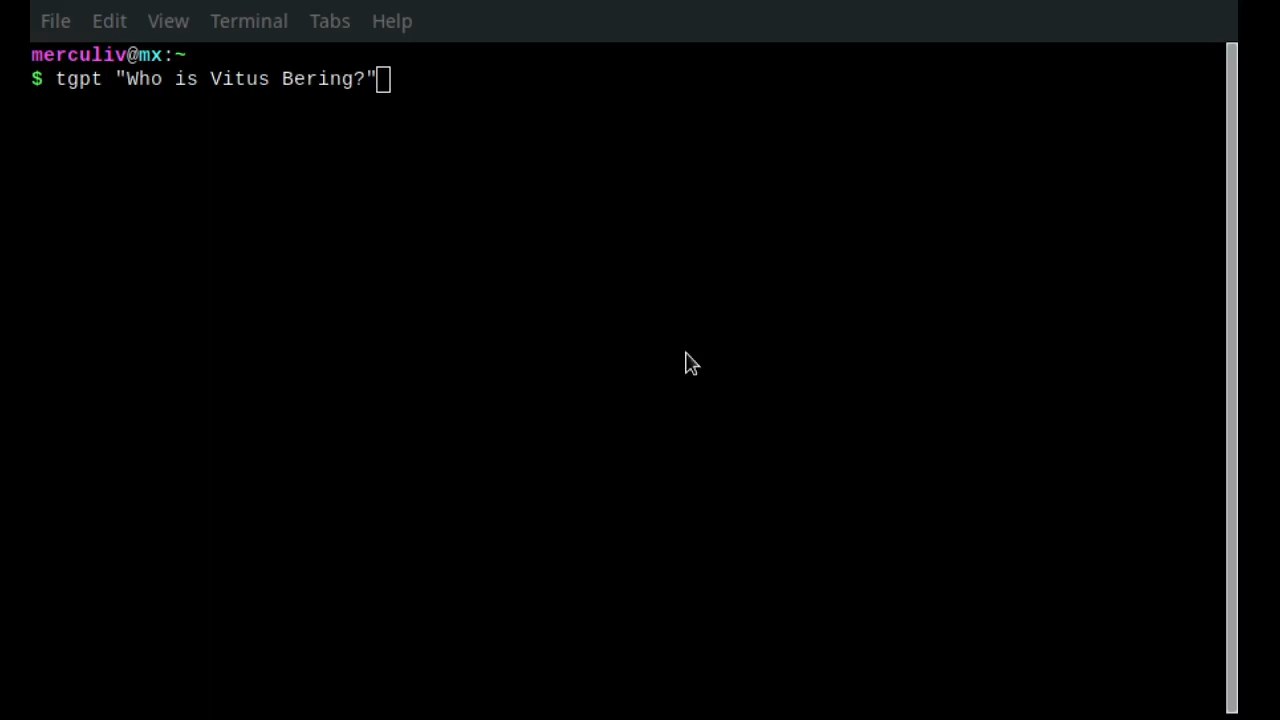 File Edit View Terminal Tabs Help
merculiv@mx:~
$ tgpt "Who is Vitus Bering?"